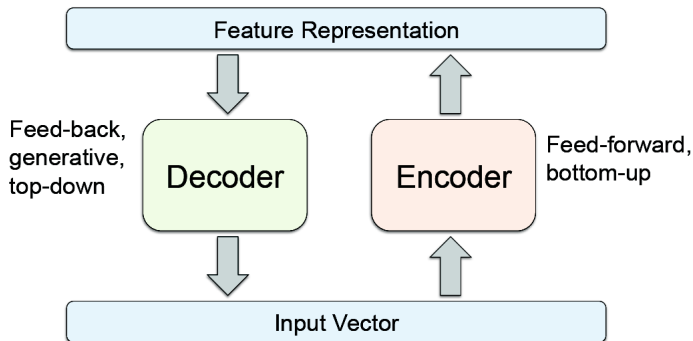 Feature Representation
Feed-back,
generative,
top-down
Decoder
Encoder
Feed-forward,
bottom-up
Input Vector